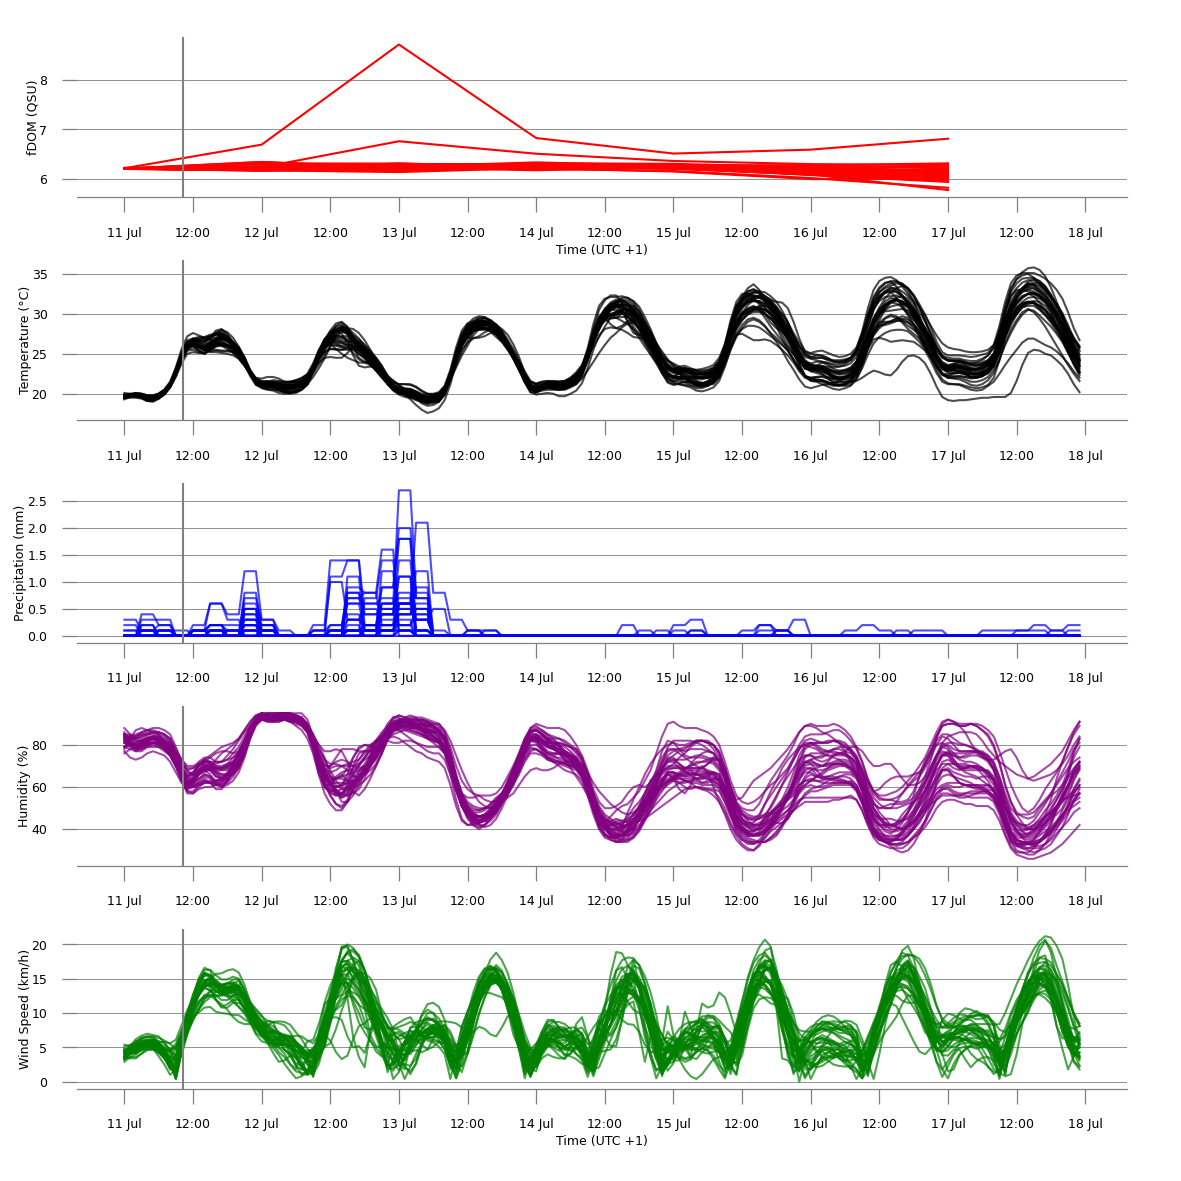 8
7
6
fDOM (QSU)
11 Jul 12:00 12 Jul 12:00 13 Jul 12:00 14 Jul 12:00 15 Jul 12:00 16 Jul 12:00 17 Jul 12:00 18 Jul
Time (UTC +1)
35
30
25
20
Temperature (°C)
11 Jul 12:00 12 Jul 12:00 13 Jul 12:00 14 Jul 12:00 15 Jul 12:00 16 Jul 12:00 17 Jul 12:00 18 Jul
2.5
2.0
1.5
1.0
0.5
0.0
Precipitation (mm)
11 Jul 12:00 12 Jul 12:00 13 Jul 12:00 14 Jul 12:00 15 Jul 12:00 16 Jul 12:00 17 Jul 12:00 18 Jul
80
60
40
Humidity (%)
11 Jul 12:00 12 Jul 12:00 13 Jul 12:00 14 Jul 12:00 15 Jul 12:00 16 Jul 12:00 17 Jul 12:00 18 Jul
20
15
10
5
0
Wind Speed (km/h)
11 Jul 12:00 12 Jul 12:00 13 Jul 12:00 14 Jul 12:00 15 Jul 12:00 16 Jul 12:00 17 Jul 12:00 18 Jul
Time (UTC +1)